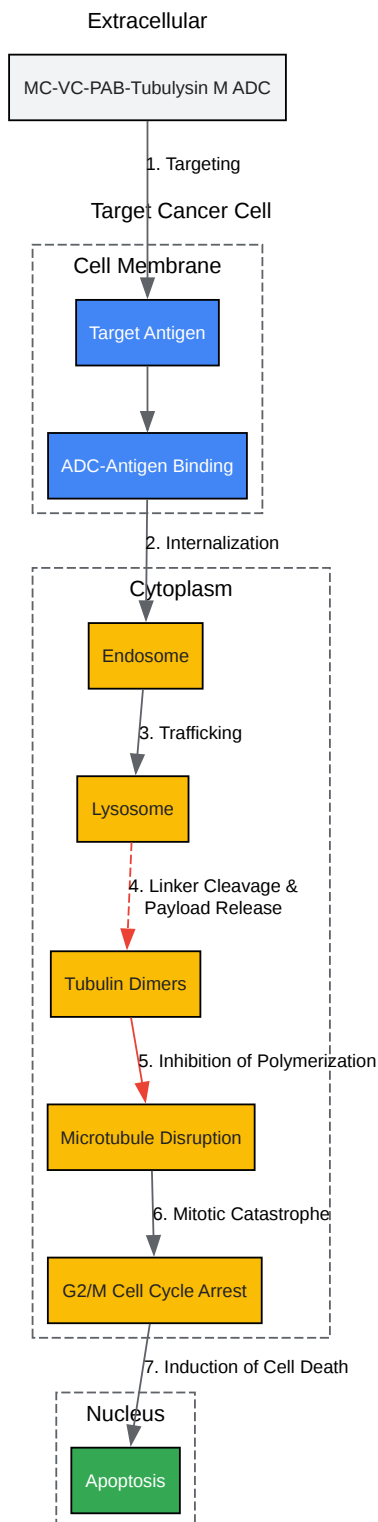 Extracellular
MC-VC-PAB-Tubulysin M ADC
1. Targeting
Target Cancer Cell
Cell Membrane
Target Antigen
ADC-Antigen Binding
2. Internalization
Cytoplasm
Endosome
3. Trafficking
Lysosome
4. Linker Cleavage &
Payload Release
Tubulin Dimers
5. Inhibition of Polymerization
Microtubule Disruption
6. Mitotic Catastrophe
G2/M Cell Cycle Arrest
7. Induction of Cell Death
Nucleus
Apoptosis